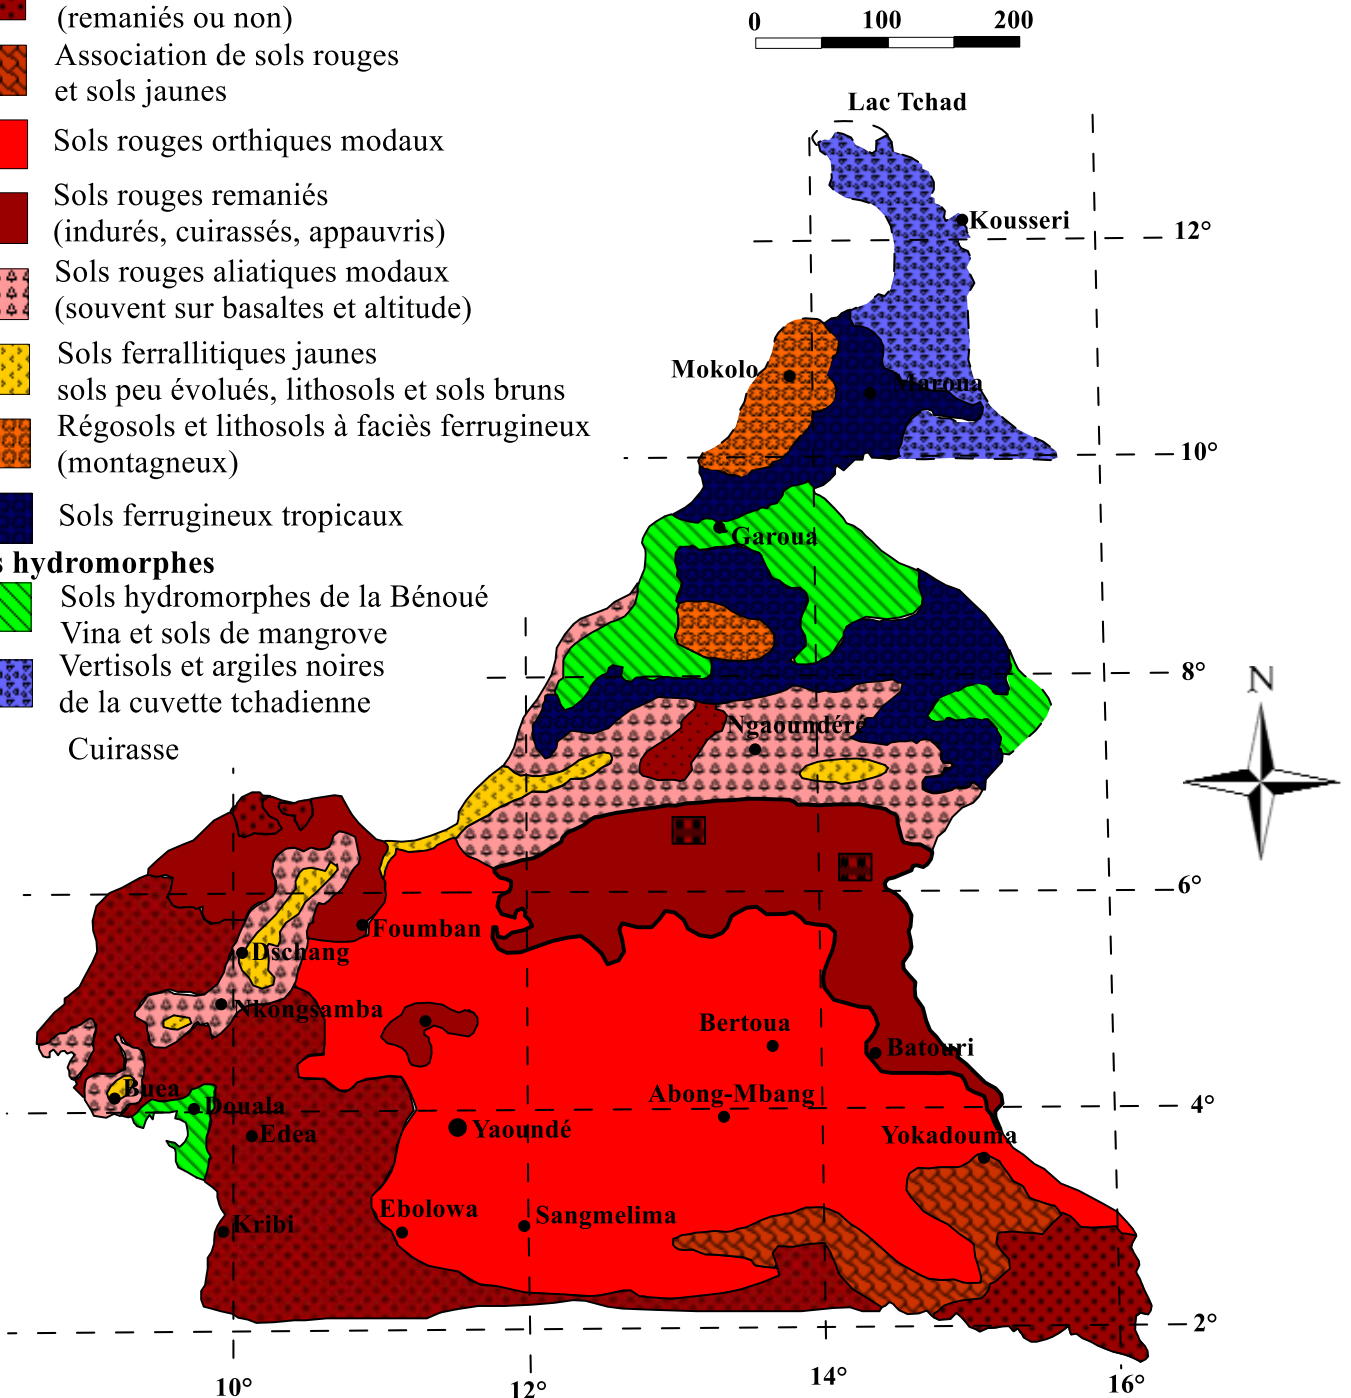 (remaniés ou non)
Association de sols rouges
et sols jaunes
Sols rouges orthiques modaux
Sols rouges remaniés
(indurés, cuirassés, appauvris)
Sols rouges aliatiques modaux
(souvent sur basaltes et altitude)
Sols ferrallitiques jaunes
sols peu évolués, lithosols et sols bruns
Régosols et lithosols à faciès ferrugineux
(montagneux)
Sols ferrugineux tropicaux
s hydromorphes
Sols hydromorphes de la Bénoué
Vina et sols de mangrove
Vertisols et argiles noires
de la cuvette tchadienne
Cuirasse
0 100 200
Lac Tchad
Kousseri
12°
Mokolo
Maroua
10°
Garoua
8°
N
Ngaoundéré
6°
Foumban
Dschang
Nkongsamba
Bertoua
Batouri
Buea
Abong-Mbang
4°
Douala
Edea
Yaoundé
Yokadouma
Ebolowa
Sangmelima
Kribi
2°
10° 12° 14° 16°